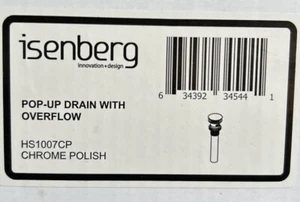 isenberg
innovation+design
6 34392 34544 1
POP-UP DRAIN WITH
OVERFLOW
HS1007CP
CHROME POLISH